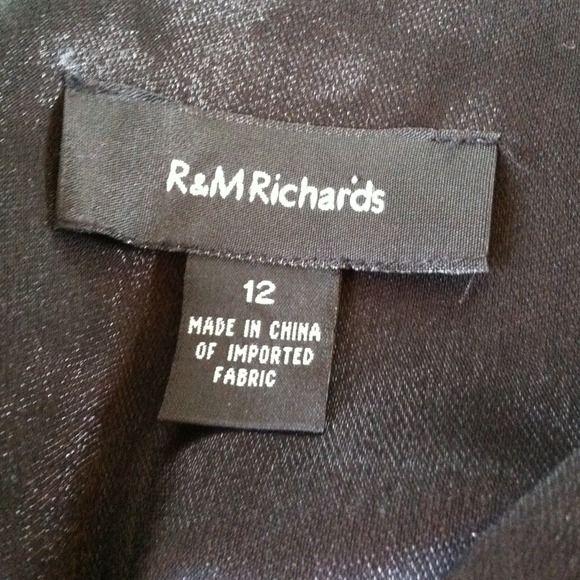 R&M Richards
12
MADE IN CHINA
OF IMPORTED
FABRIC